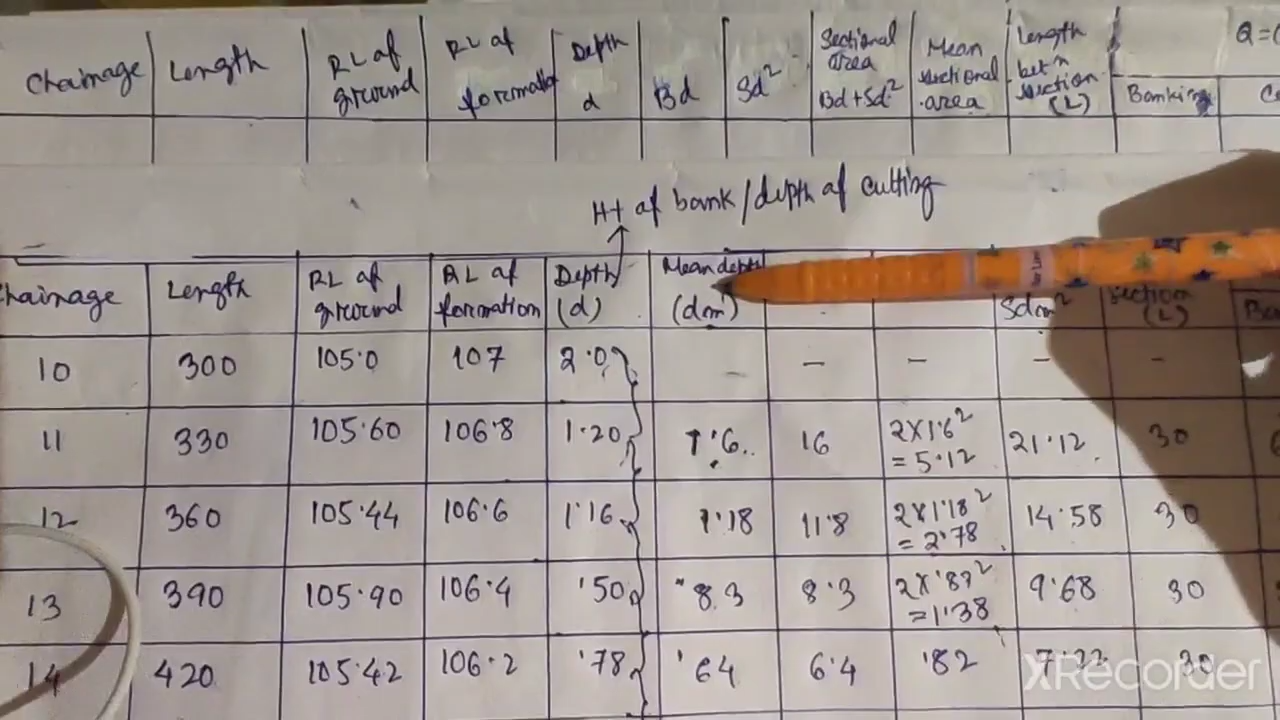 Chainage Length RL of ground RL of formation Depth d Bd Sd² Sectional area Bd+Sd² Mean sectional area Length betn section (L) Q=(
Banking
Ht of bank/depth of cutting
Chainage Length RL of ground RL of formation Depth (d) Mean depth (dm) Sdm² section (L)
10 300 105.0 107 2.0 – – – – –
11 330 105.60 106.8 1.20 1.6 16 2×1.6² = 5.12 21.12 30
12 360 105.44 106.6 1.16 1.18 11.8 2×1.18² = 2.78 14.58 30
13 390 105.90 106.4 .50 .83 8.3 2×.83² = 1.38 9.68 30
14 420 105.42 106.2 .78 .64 6.4 .82 7.22 30
XRecorder